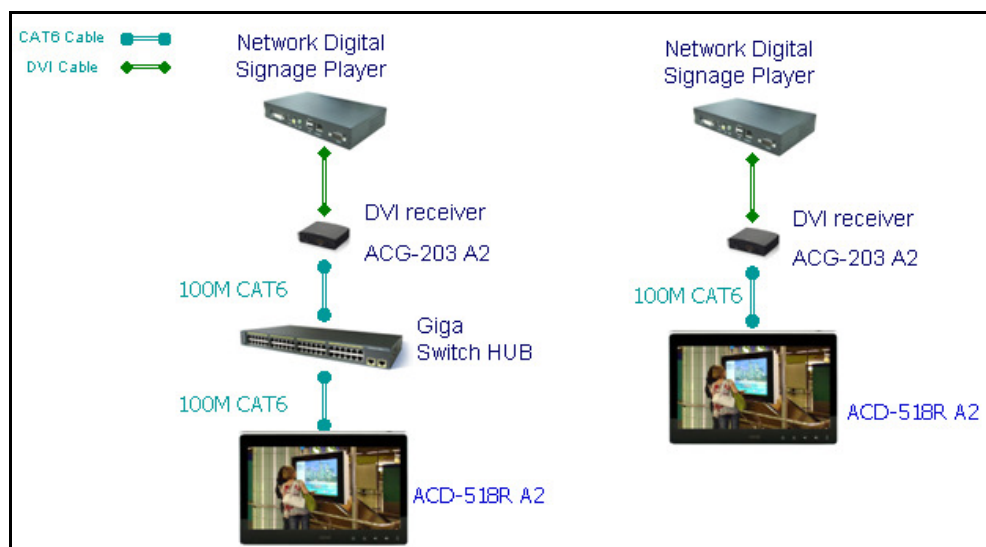 CAT6 Cable
DVI Cable
Network Digital
Signage Player
DVI receiver
ACG-203 A2
100M CAT6
Giga
Switch HUB
100M CAT6
ACD-518R A2
Network Digital
Signage Player
DVI receiver
ACG-203 A2
100M CAT6
ACD-518R A2